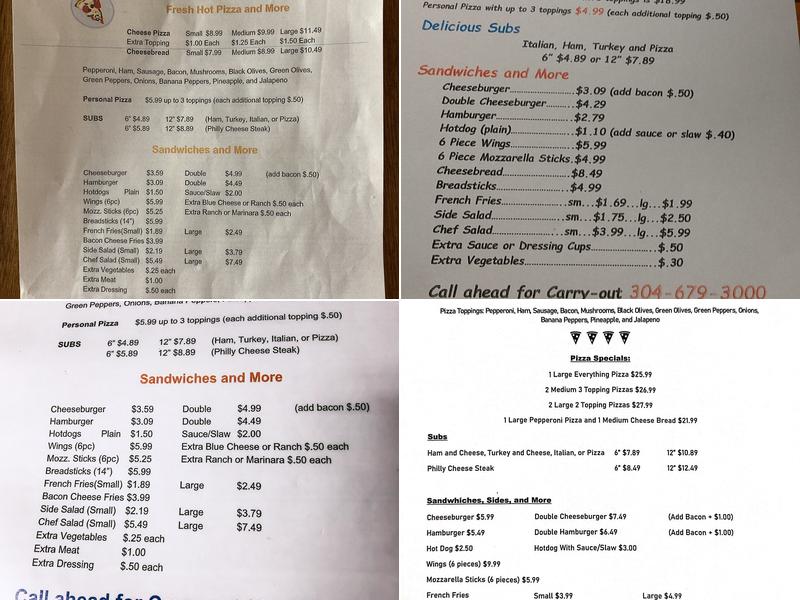 Fresh Hot Pizza and More
Cheese Pizza Small $8.99 Medium $9.99 Large $11.49
Extra Topping $1.00 Each $1.25 Each $1.50 Each
Cheesebread Small $7.99 Medium $8.99 Large $10.49
Pepperoni, Ham, Sausage, Bacon, Mushrooms, Black Olives, Green Olives,
Green Peppers, Onions, Banana Peppers, Pineapple, and Jalapeno
Personal Pizza $5.99 up to 3 toppings (each additional topping $.50)
SUBS 6" $4.89 12" $7.89 (Ham, Turkey, Italian, or Pizza)
6" $5.89 12" $8.89 (Philly Cheese Steak)
Sandwiches and More
Cheeseburger $3.59 Double $4.99 (add bacon $.50)
Hamburger $3.09 Double $4.49
Hotdogs Plain $1.50 Sauce/Slaw $2.00
Wings (6pc) $5.99 Extra Blue Cheese or Ranch $.50 each
Mozz. Sticks (6pc) $5.25 Extra Ranch or Marinara $.50 each
Breadsticks (14") $5.99
French Fries(Small) $1.89 Large $2.49
Bacon Cheese Fries $3.99
Side Salad (Small) $2.19 Large $3.79
Chef Salad (Small) $5.49 Large $7.49
Extra Vegetables $.25 each
Extra Meat $1.00
Extra Dressing $.50 each
Personal Pizza with up to 3 toppings $4.99 (each additional topping $.50)
Delicious Subs
Italian, Ham, Turkey and Pizza
6" $4.89 or 12" $7.89
Sandwiches and More
Cheeseburger....................$3.09 (add bacon $.50)
Double Cheeseburger.......$4.29
Hamburger.......................$2.79
Hotdog (plain)..................$1.10 (add sauce or slaw $.40)
6 Piece Wings...................$5.99
6 Piece Mozzarella Sticks.$4.99
Cheesebread......................$8.49
Breadsticks.......................$4.99
French Fries..............sm...$1.69...lg...$1.99
Side Salad..................sm...$1.75...lg...$2.50
Chef Salad.................sm...$3.99...lg...$5.99
Extra Sauce or Dressing Cups.........$.50
Extra Vegetables.............................$.30
Call ahead for Carry-out 304-679-3000
Green Peppers, Onions, Banana
Personal Pizza $5.99 up to 3 toppings (each additional topping $.50)
SUBS 6" $4.89 12" $7.89 (Ham, Turkey, Italian, or Pizza)
6" $5.89 12" $8.89 (Philly Cheese Steak)
Sandwiches and More
Cheeseburger $3.59 Double $4.99 (add bacon $.50)
Hamburger $3.09 Double $4.49
Hotdogs Plain $1.50 Sauce/Slaw $2.00
Wings (6pc) $5.99 Extra Blue Cheese or Ranch $.50 each
Mozz. Sticks (6pc) $5.25 Extra Ranch or Marinara $.50 each
Breadsticks (14") $5.99
French Fries(Small) $1.89 Large $2.49
Bacon Cheese Fries $3.99
Side Salad (Small) $2.19 Large $3.79
Chef Salad (Small) $5.49 Large $7.49
Extra Vegetables $.25 each
Extra Meat $1.00
Extra Dressing $.50 each
Call ahead for
Pizza Toppings: Pepperoni, Ham, Sausage, Bacon, Mushrooms, Black Olives, Green Olives, Green Peppers, Onions,
Banana Peppers, Pineapple, and Jalapeño
Pizza Specials:
1 Large Everything Pizza $25.99
2 Medium 3 Topping Pizzas $26.99
2 Large 2 Topping Pizzas $27.99
1 Large Pepperoni Pizza and 1 Medium Cheese Bread $21.99
Subs
Ham and Cheese, Turkey and Cheese, Italian, or Pizza 6" $7.89 12" $10.89
Philly Cheese Steak 6" $8.49 12" $12.49
Sandwhiches, Sides, and More
Cheeseburger $5.99 Double Cheeseburger $7.49 (Add Bacon + $1.00)
Hamburger $5.49 Double Hamburger $6.49 (Add Bacon + $1.00)
Hot Dog $2.50 Hotdog With Sauce/Slaw $3.00
Wings (6 pieces) $9.99
Mozzarella Sticks (6 pieces) $5.99
French Fries Small $3.99 Large $4.99